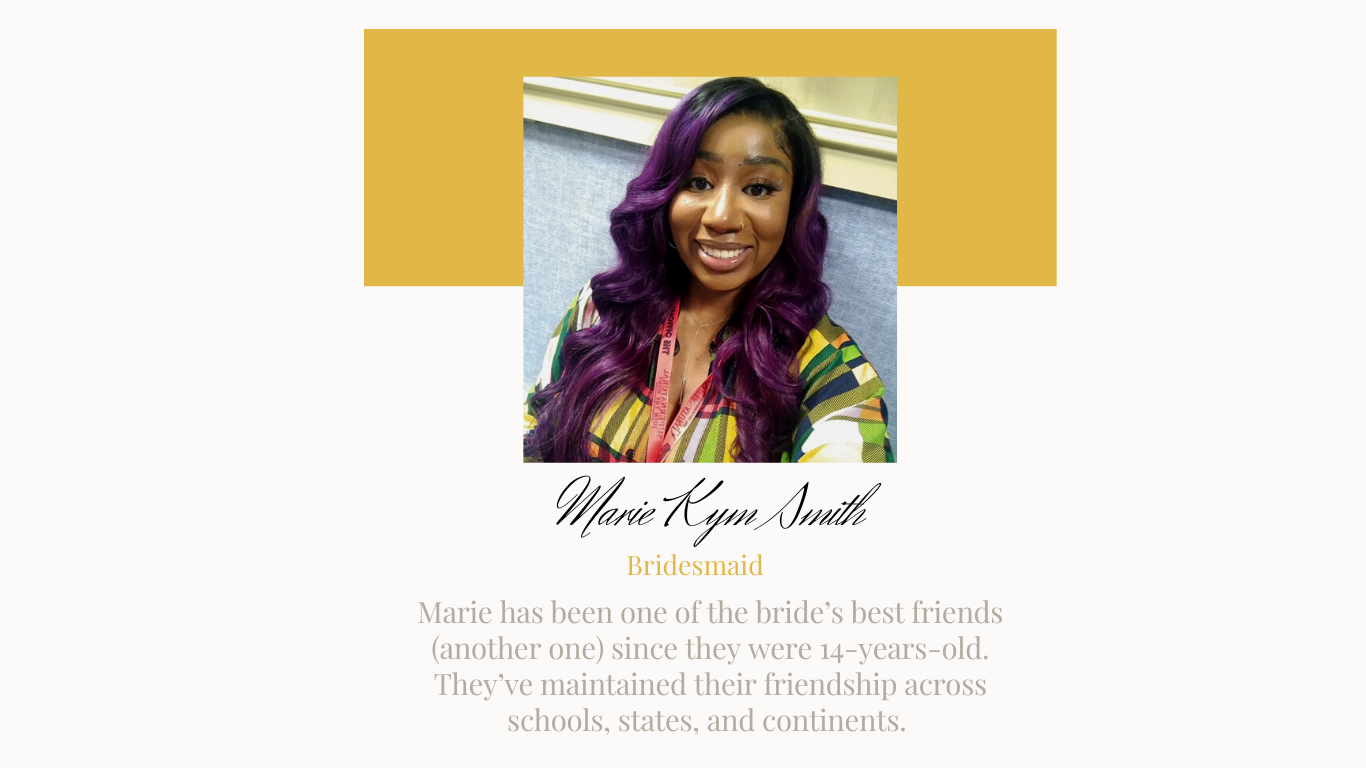 Marie Kym Smith
Bridesmaid
Marie has been one of the bride’s best friends
(another one) since they were 14-years-old.
They’ve maintained their friendship across
schools, states, and continents.